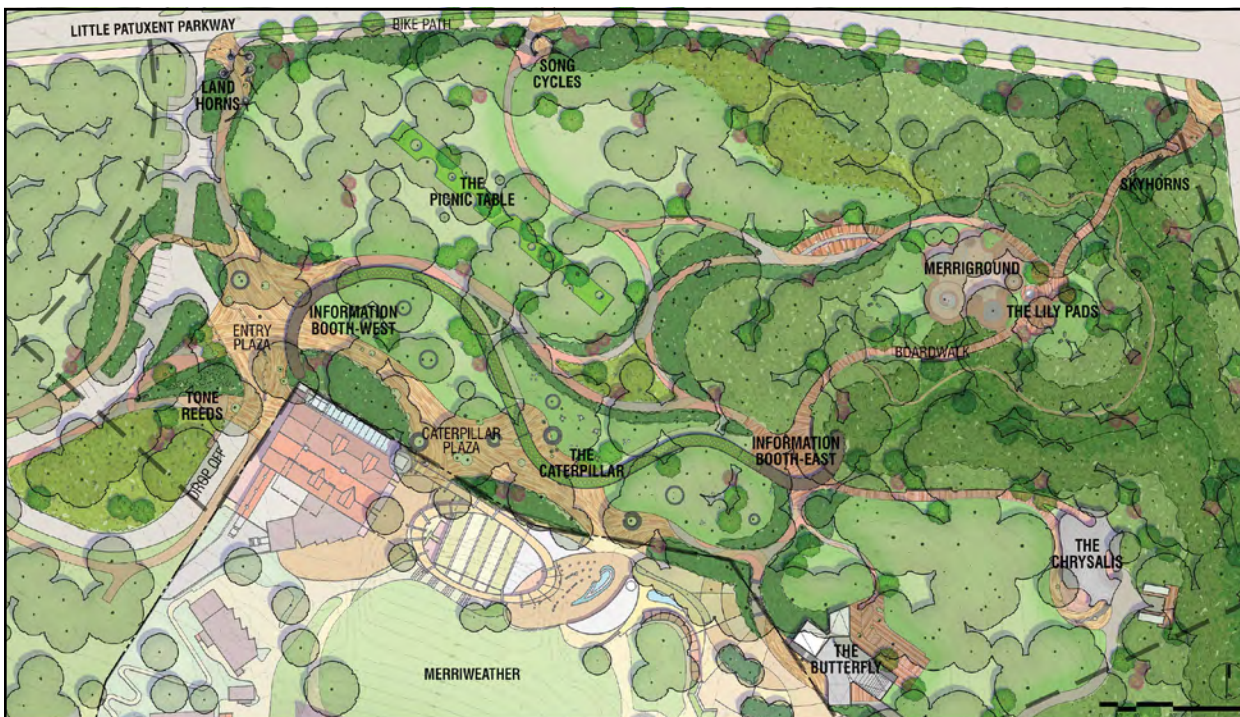 LITTLE PATUXENT PARKWAY
BIKE PATH
LAND
HORNS
SONG
CYCLES
THE
PICNIC TABLE
SKYHORNS
MERRIGROUND
THE LILY PADS
INFORMATION
BOOTH-WEST
ENTRY
PLAZA
BOARDWALK
TONE
REEDS
DROP OFF
CATERPILLAR
PLAZA
THE
CATERPILLAR
INFORMATION
BOOTH-EAST
THE
CHRYSALIS
THE
BUTTERFLY
MERRIWEATHER